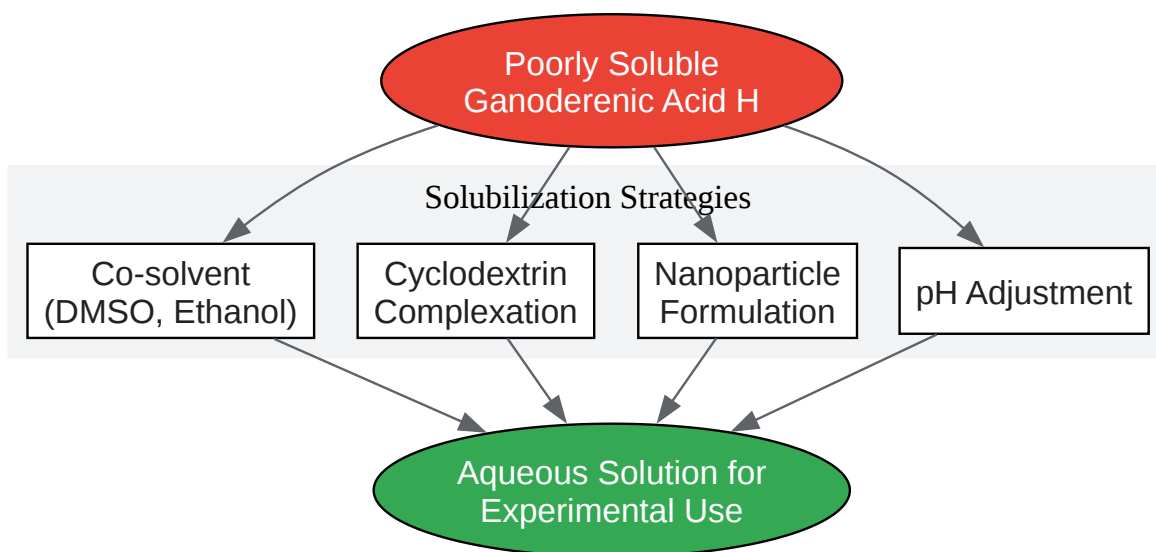 Poorly Soluble
Ganoderenic Acid H
Solubilization Strategies
Co-solvent
(DMSO, Ethanol)
Cyclodextrin
Complexation
Nanoparticle
Formulation
pH Adjustment
Aqueous Solution for
Experimental Use